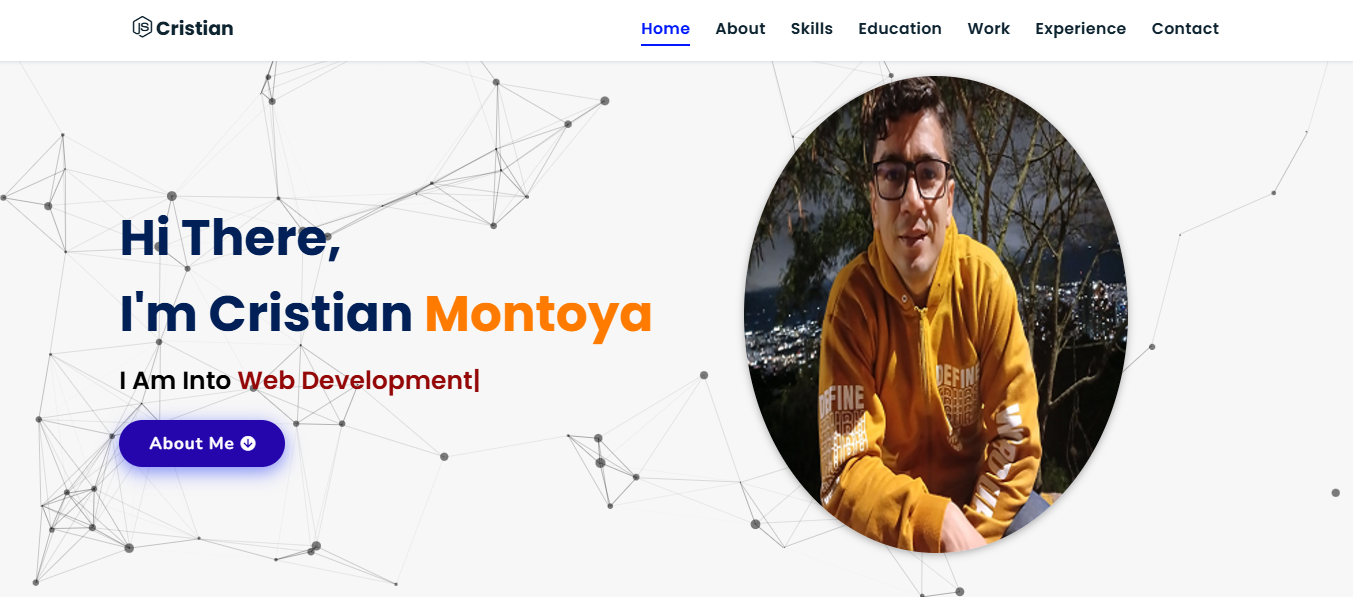 JS Cristian
Home About Skills Education Work Experience Contact
Hi There,
I'm Cristian Montoya
I Am Into Web Development|
About Me
DEFINE
DEFINE